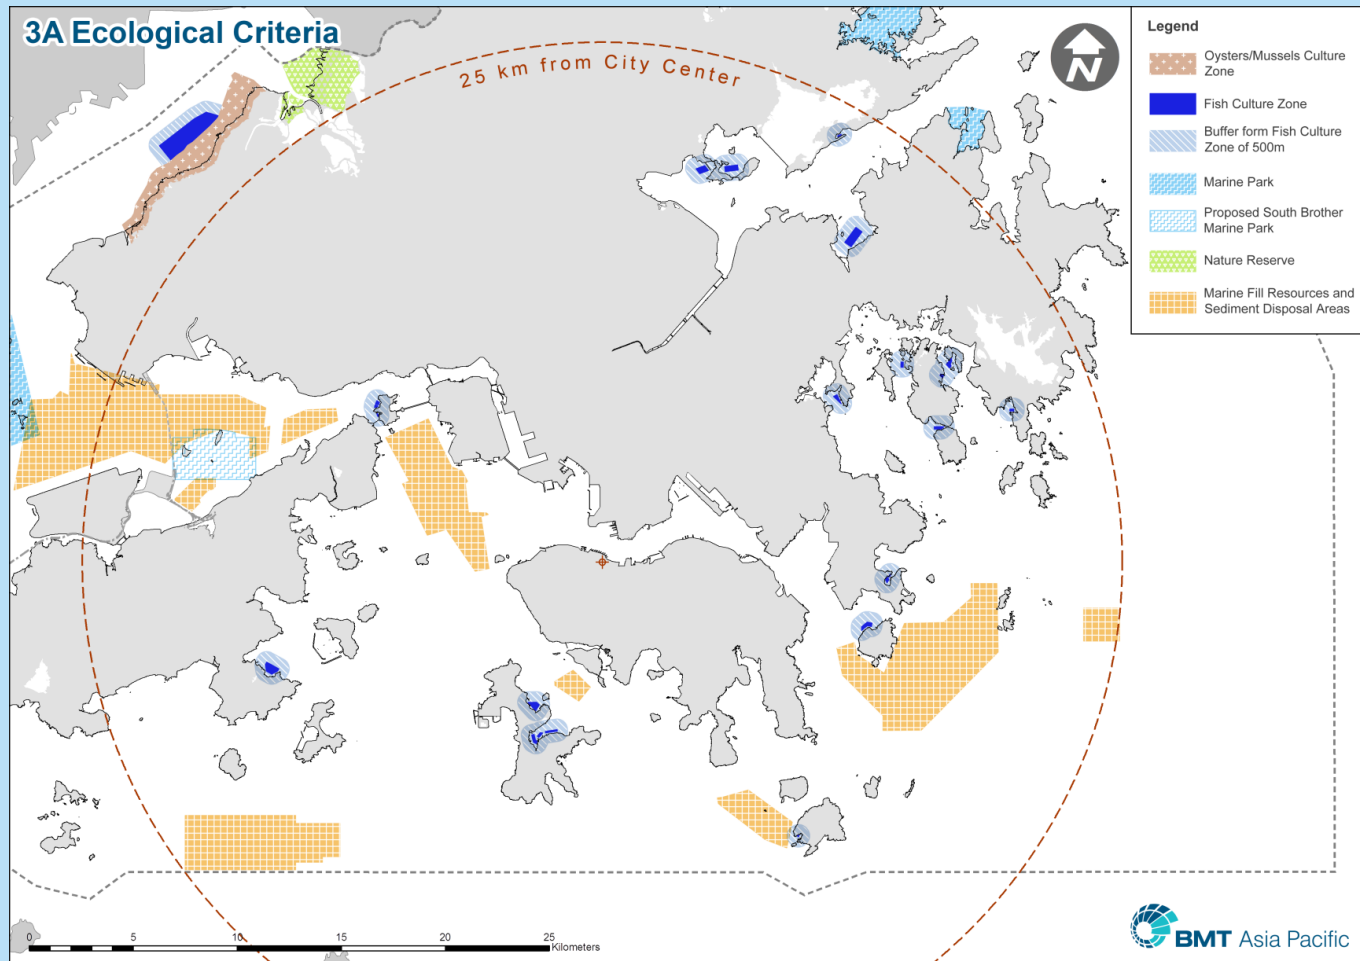 3A Ecological Criteria
25 km from City Center
N
Legend
Oysters/Mussels Culture
Zone
Fish Culture Zone
Buffer form Fish Culture
Zone of 500m
Marine Park
Proposed South Brother
Marine Park
Nature Reserve
Marine Fill Resources and
Sediment Disposal Areas
0 5 10 15 20 25
Kilometers
BMT Asia Pacific